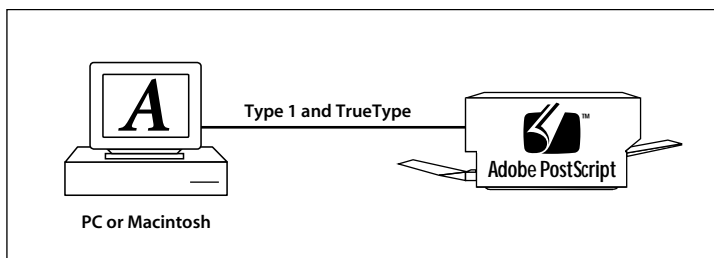 A
Type 1 and TrueType
™
Adobe PostScript
PC or Macintosh